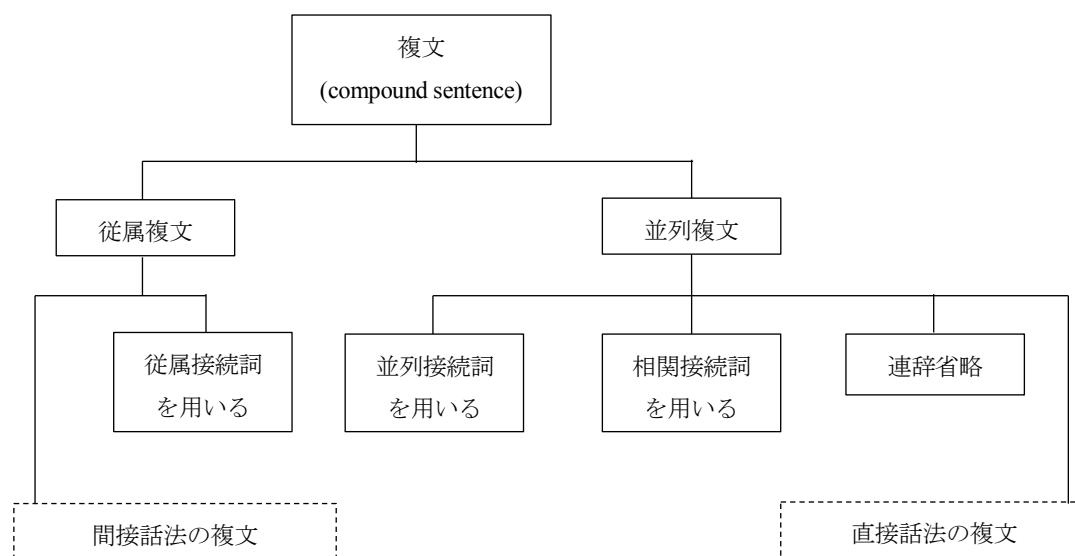 複文
(compound sentence)
従属複文
並列複文
従属接続詞
を用いる
並列接続詞
を用いる
相関接続詞
を用いる
連辞省略
間接話法の複文
直接話法の複文